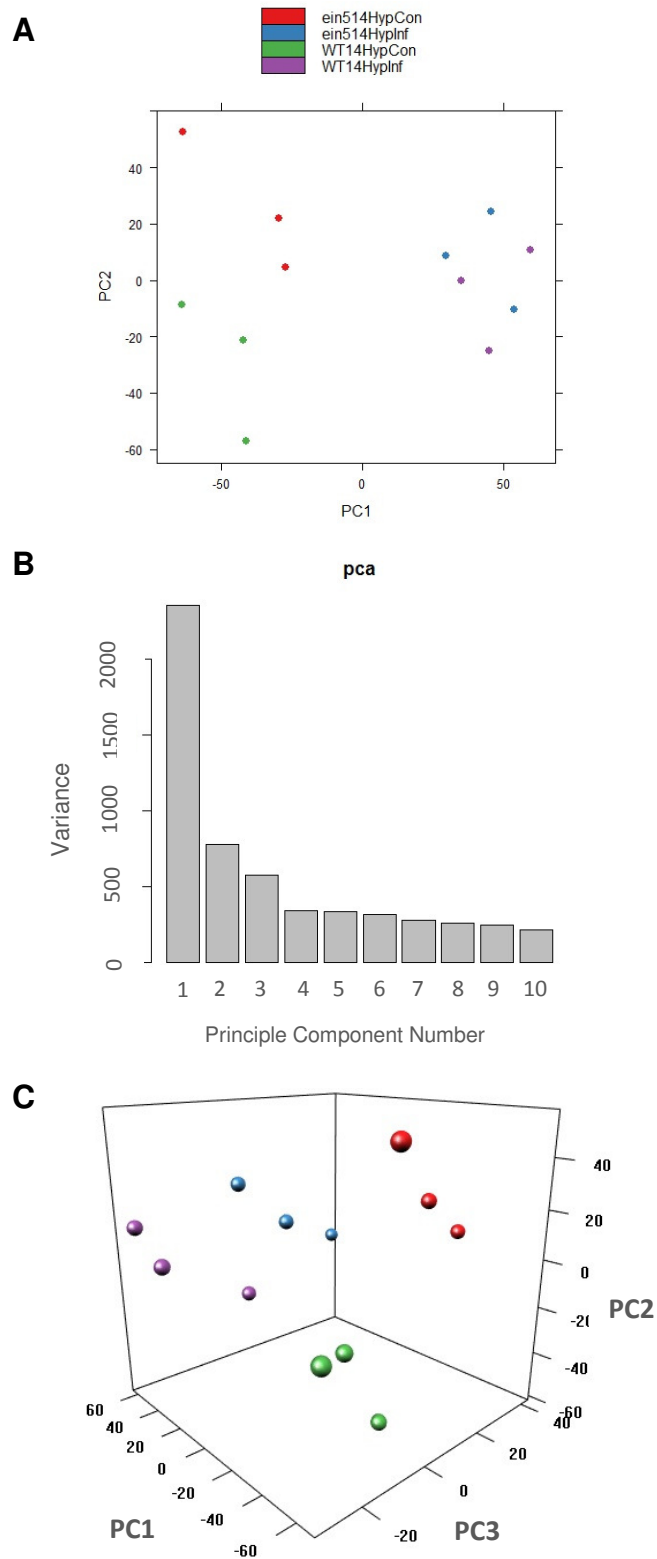 A
ein514HypCon
ein514HypInf
WT14HypCon
WT14HypInf
40
20
0
-20
-40
-60
PC2
-50
0
50
PC1
B
pca
2000
1500
1000
500
0
Variance
1 2 3 4 5 6 7 8 9 10
Principle Component Number
C
40
20
0
-20
-40
-60
PC2
60
40
20
0
-20
-40
-60
PC1
40
20
0
-20
PC3